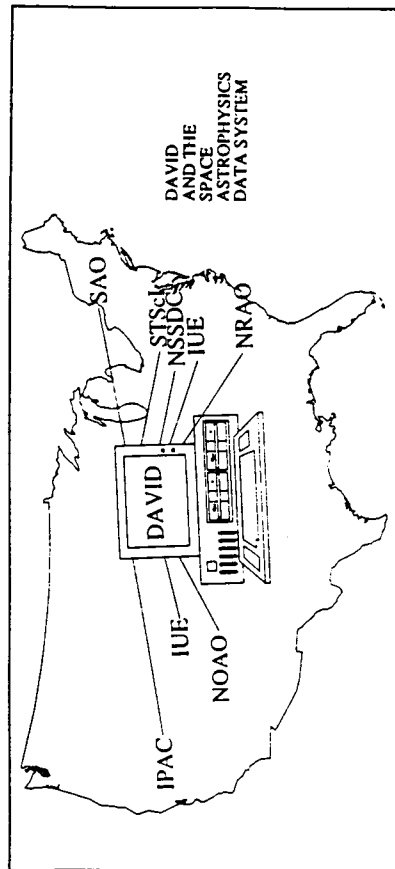 DAVID
AND THE
SPACE
ASTROPHYSICS
DATA SYSTEM
SAO
STScI
NSSDC
IUE
NRAO
DAVID
IUE
NOAO
IPAC